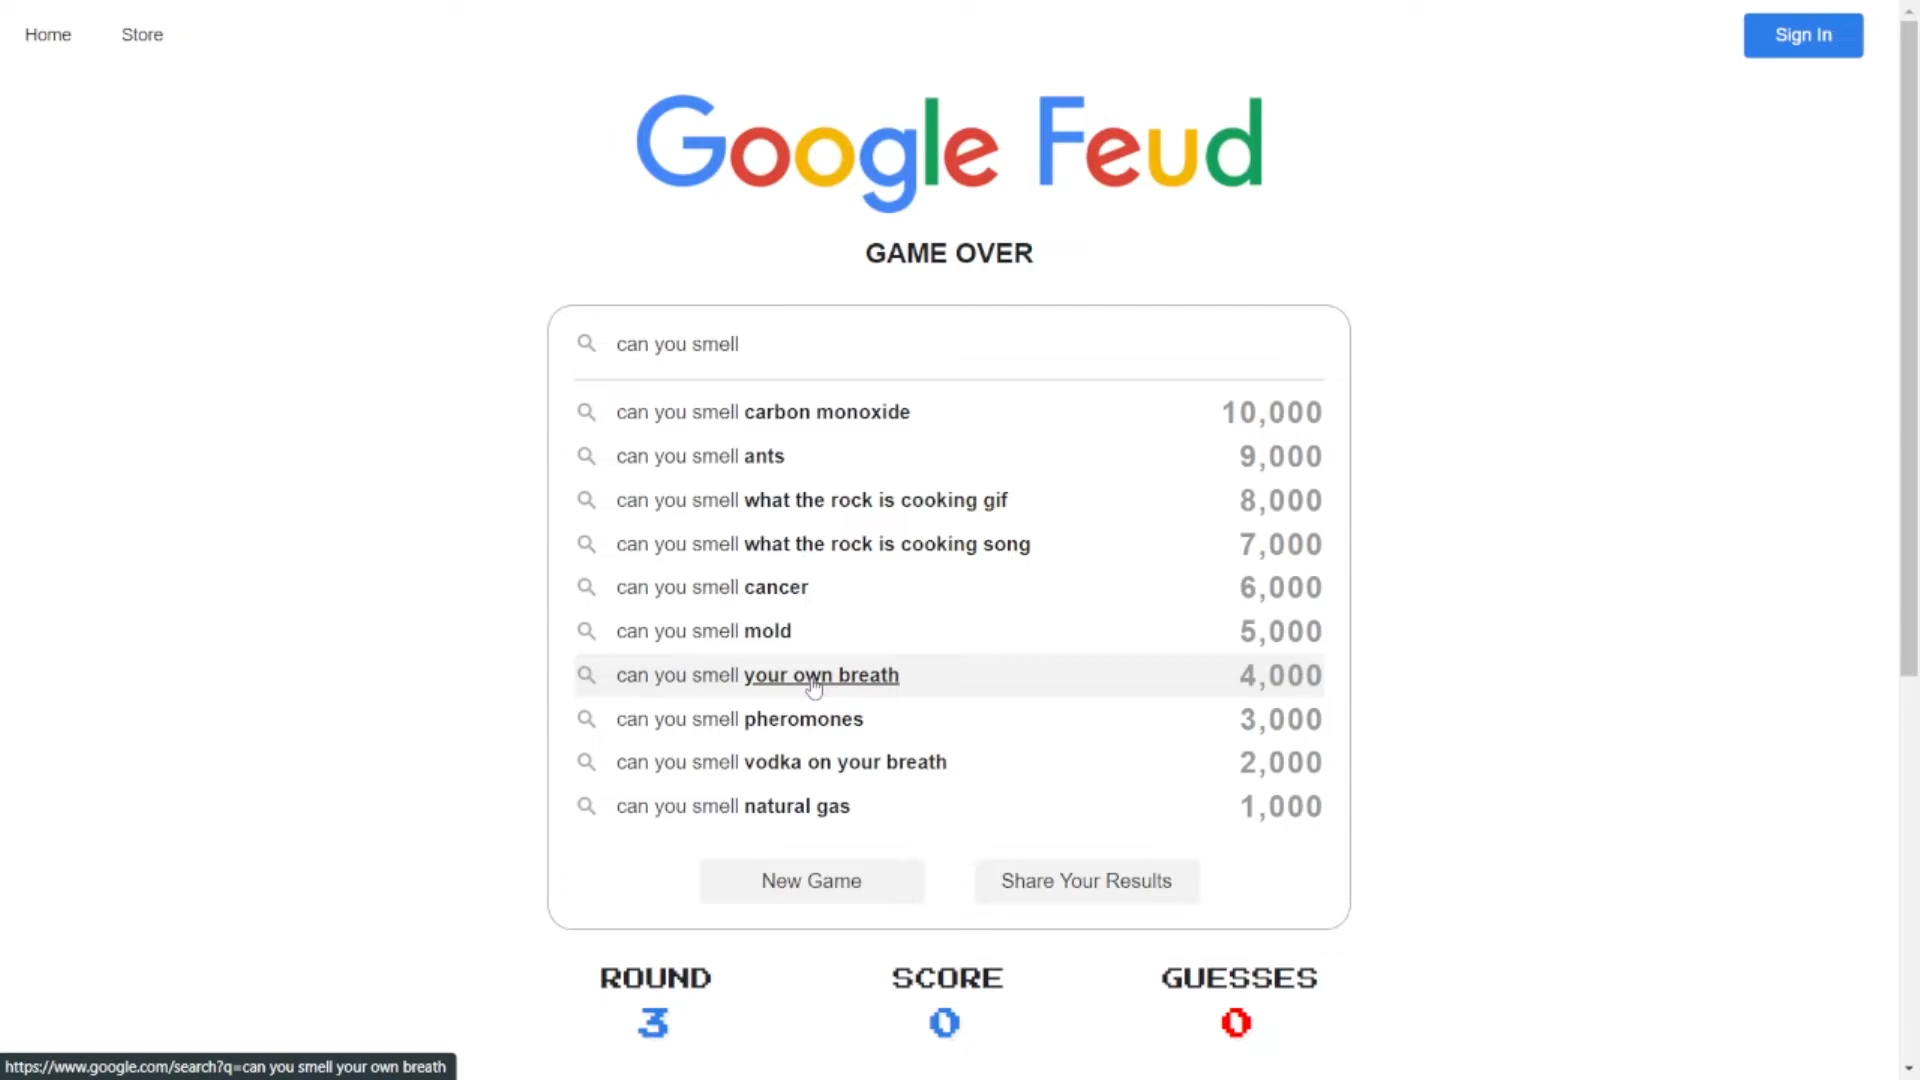 Home Store Sign In
Google Feud
GAME OVER
can you smell
can you smell carbon monoxide 10,000
can you smell ants 9,000
can you smell what the rock is cooking gif 8,000
can you smell what the rock is cooking song 7,000
can you smell cancer 6,000
can you smell mold 5,000
can you smell your own breath 4,000
can you smell pheromones 3,000
can you smell vodka on your breath 2,000
can you smell natural gas 1,000
New Game Share Your Results
ROUND SCORE GUESSES
3 0 0
https://www.google.com/search?q=can you smell your own breath